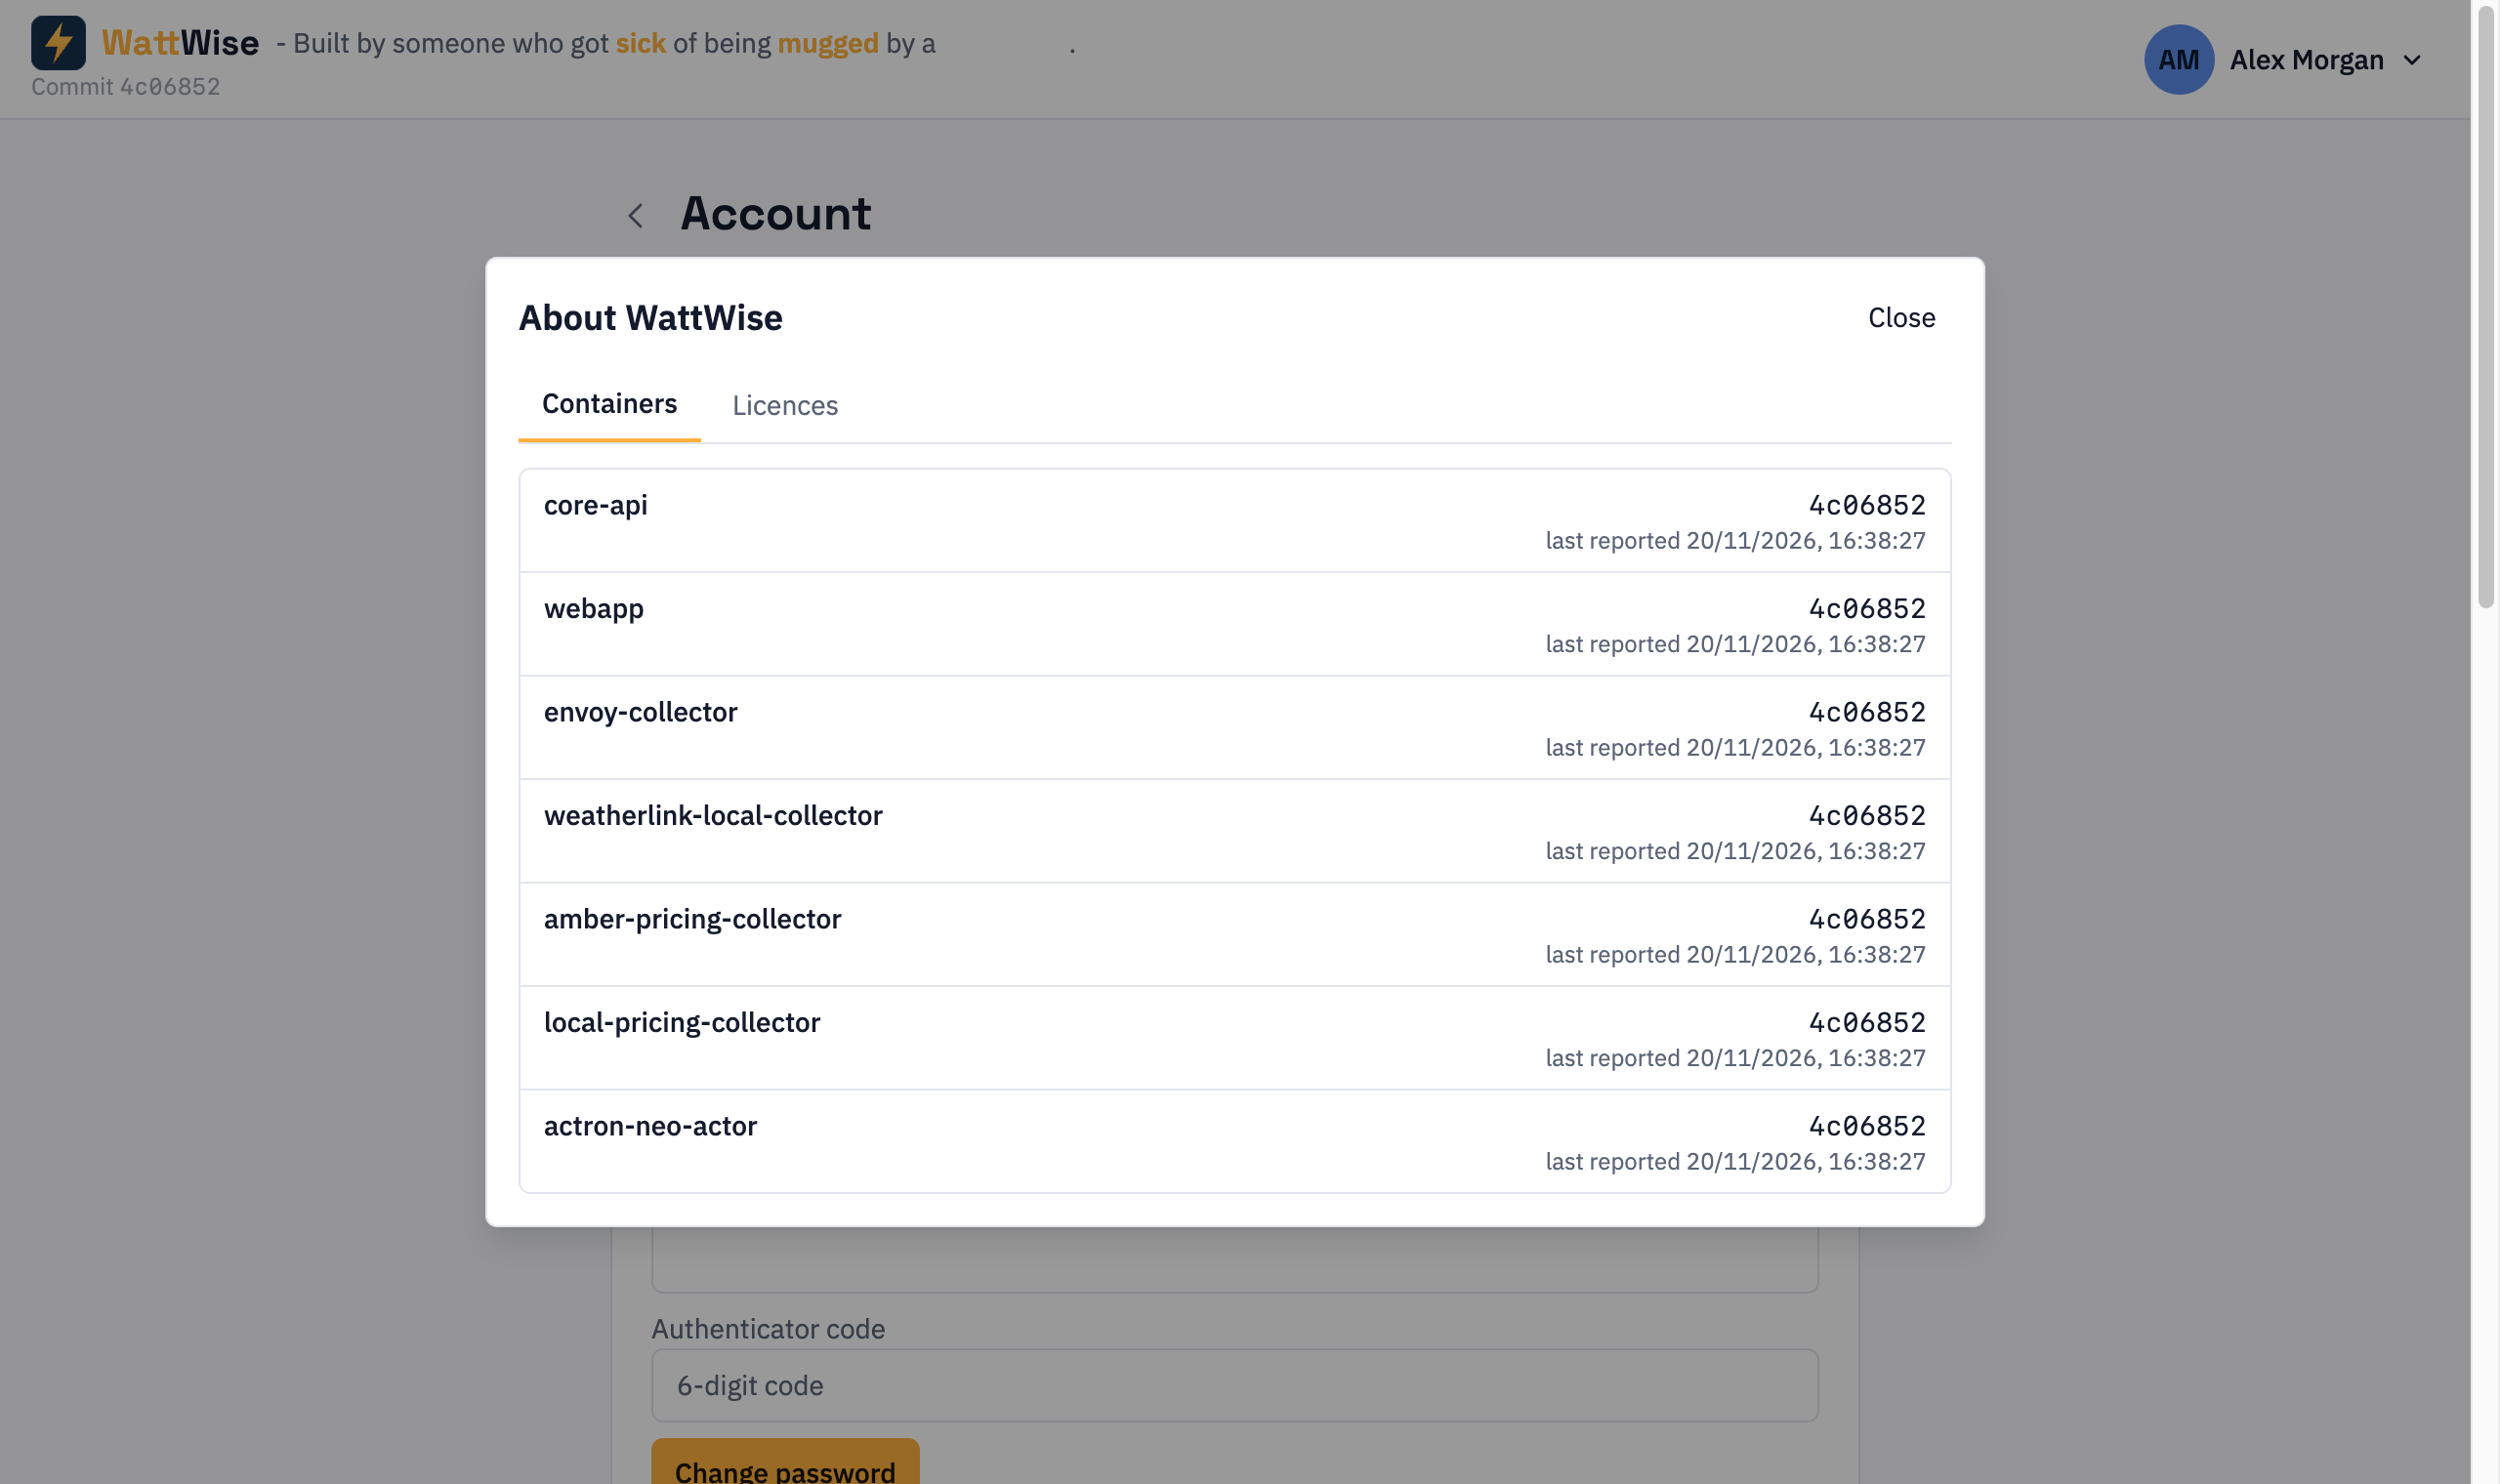 WattWise - Built by someone who got sick of being mugged by a .
Commit 4c06852
AM Alex Morgan
Account
About WattWise
Close
Containers Licences
core-api 4c06852
last reported 20/11/2026, 16:38:27
webapp 4c06852
last reported 20/11/2026, 16:38:27
envoy-collector 4c06852
last reported 20/11/2026, 16:38:27
weatherlink-local-collector 4c06852
last reported 20/11/2026, 16:38:27
amber-pricing-collector 4c06852
last reported 20/11/2026, 16:38:27
local-pricing-collector 4c06852
last reported 20/11/2026, 16:38:27
actron-neo-actor 4c06852
last reported 20/11/2026, 16:38:27
Authenticator code
6-digit code
Change password